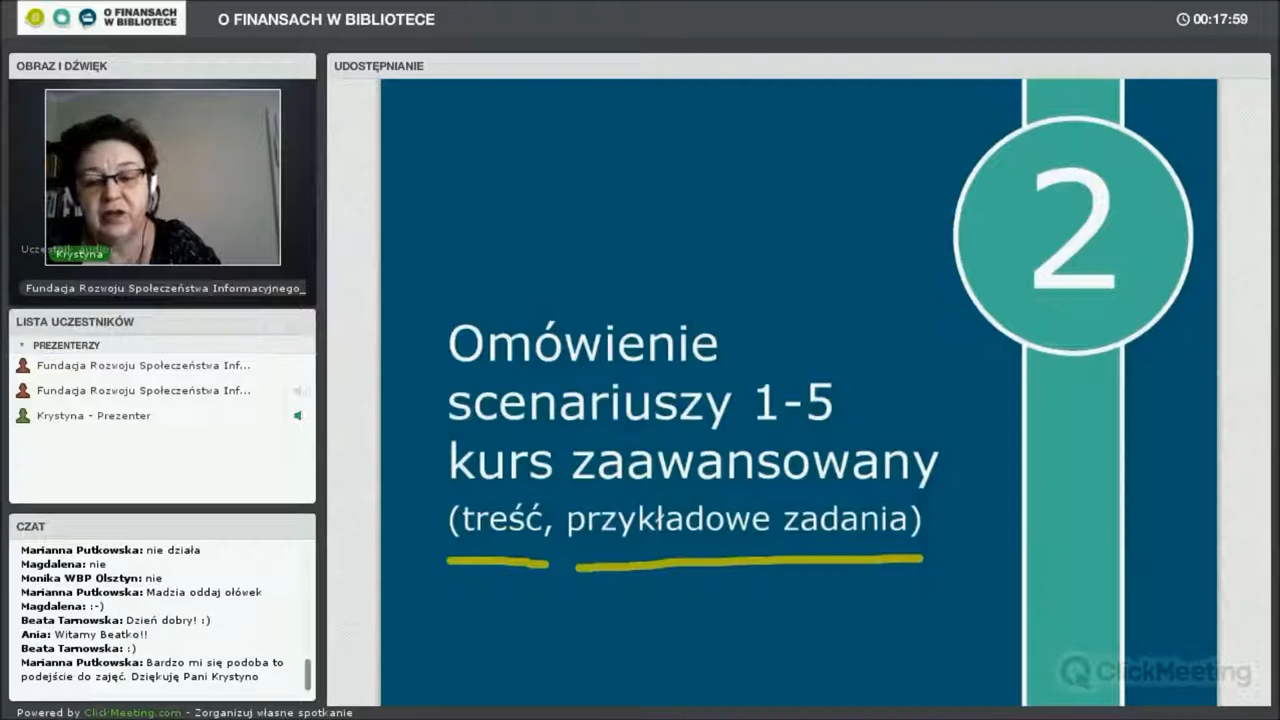 O FINANSACH
W BIBLIOTECE
O FINANSACH W BIBLIOTECE
00:17:59
OBRAZ I DŹWIĘK
Uczestnik audio
Krystyna
Fundacja Rozwoju Społeczeństwa Informacyjnego_
LISTA UCZESTNIKÓW
PREZENTERZY
Fundacja Rozwoju Społeczeństwa Inf...
Fundacja Rozwoju Społeczeństwa Inf...
Krystyna - Prezenter
CZAT
Marianna Putkowska: nie działa
Magdalena: nie
Monika WBP Olsztyn: nie
Marianna Putkowska: Madzia oddaj ołówek
Magdalena: :-)
Beata Tarnowska: Dzień dobry! :)
Ania: Witamy Beatko!!
Beata Tarnowska: :)
Marianna Putkowska: Bardzo mi się podoba to
podejście do zajęć. Dziękuję Pani Krystyno
UDOSTĘPNIANIE
2
Omówienie
scenariuszy 1-5
kurs zaawansowany
(treść, przykładowe zadania)
ClickMeeting
Powered by ClickMeeting.com - Zorganizuj własne spotkanie